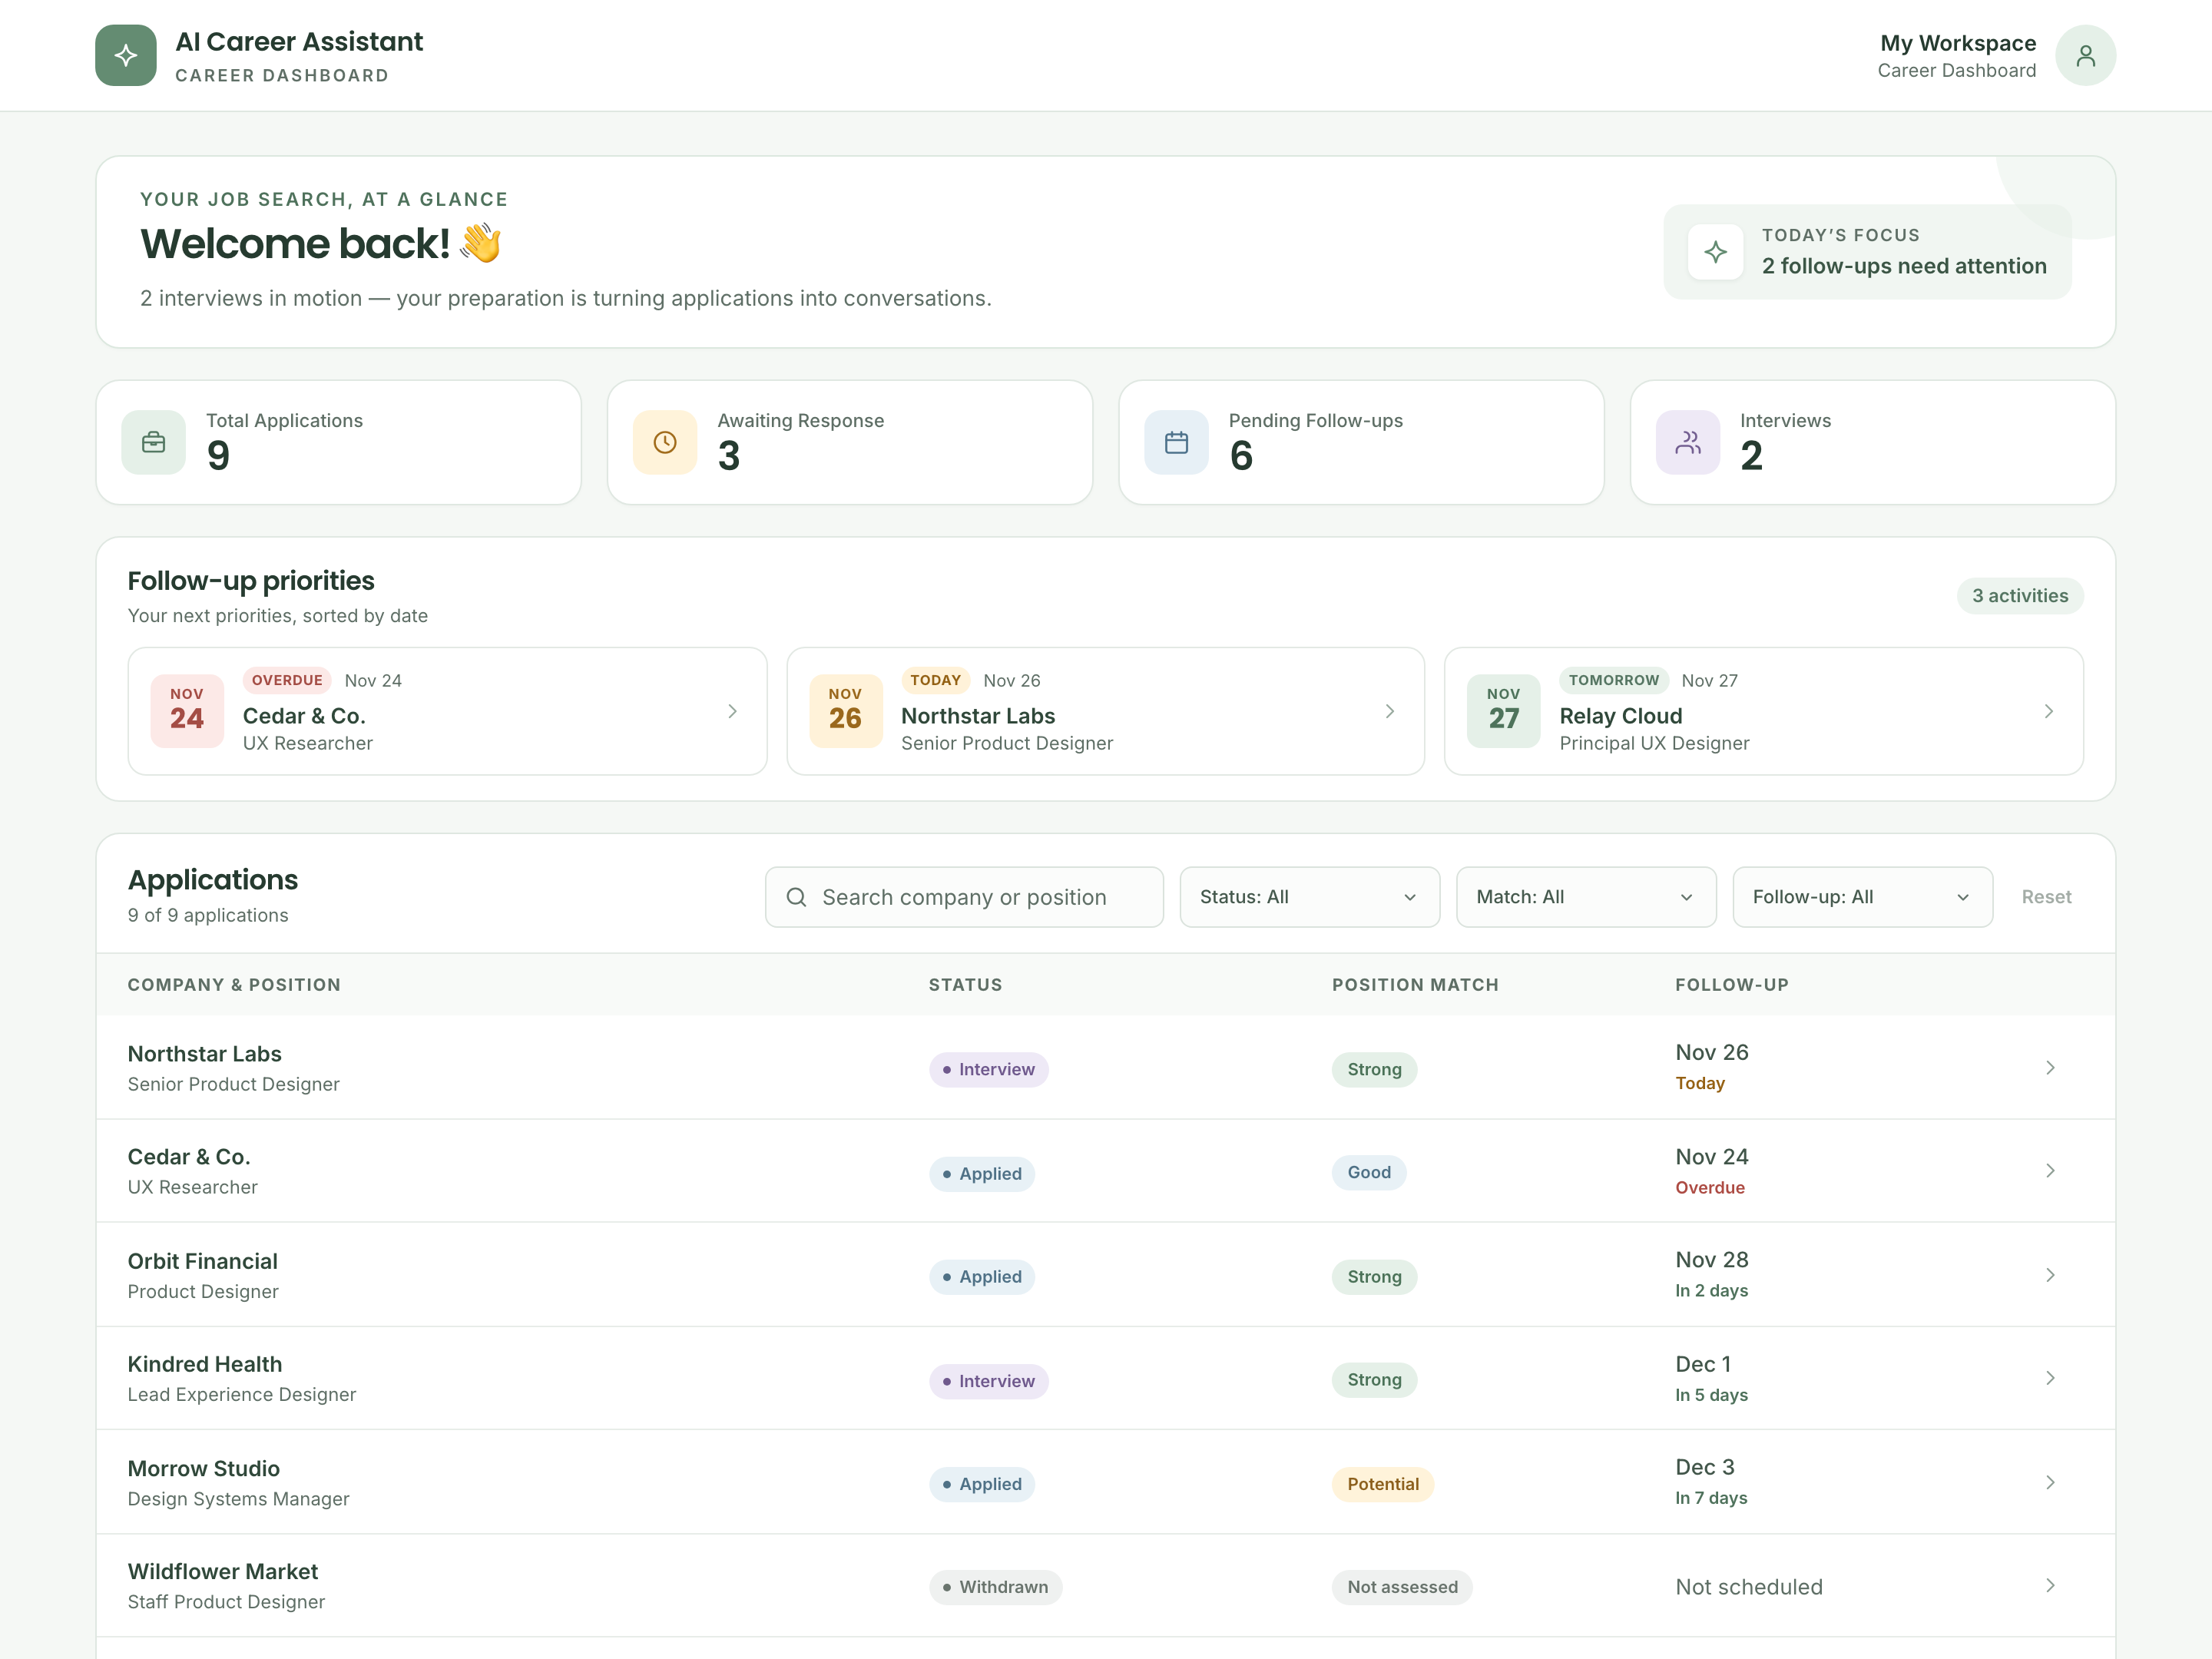 AI Career Assistant
CAREER DASHBOARD
My Workspace
Career Dashboard
YOUR JOB SEARCH, AT A GLANCE
Welcome back! 👋
2 interviews in motion — your preparation is turning applications into conversations.
TODAY’S FOCUS
2 follow-ups need attention
Total Applications
9
Awaiting Response
3
Pending Follow-ups
6
Interviews
2
Follow-up priorities
Your next priorities, sorted by date
3 activities
NOV
24
OVERDUE Nov 24
Cedar & Co.
UX Researcher
NOV
26
TODAY Nov 26
Northstar Labs
Senior Product Designer
NOV
27
TOMORROW Nov 27
Relay Cloud
Principal UX Designer
Applications
9 of 9 applications
Search company or position
Status: All
Match: All
Follow-up: All
Reset
COMPANY & POSITION STATUS POSITION MATCH FOLLOW-UP
Northstar Labs
Senior Product Designer
Interview
Strong
Nov 26
Today
Cedar & Co.
UX Researcher
Applied
Good
Nov 24
Overdue
Orbit Financial
Product Designer
Applied
Strong
Nov 28
In 2 days
Kindred Health
Lead Experience Designer
Interview
Strong
Dec 1
In 5 days
Morrow Studio
Design Systems Manager
Applied
Potential
Dec 3
In 7 days
Wildflower Market
Staff Product Designer
Withdrawn
Not assessed
Not scheduled